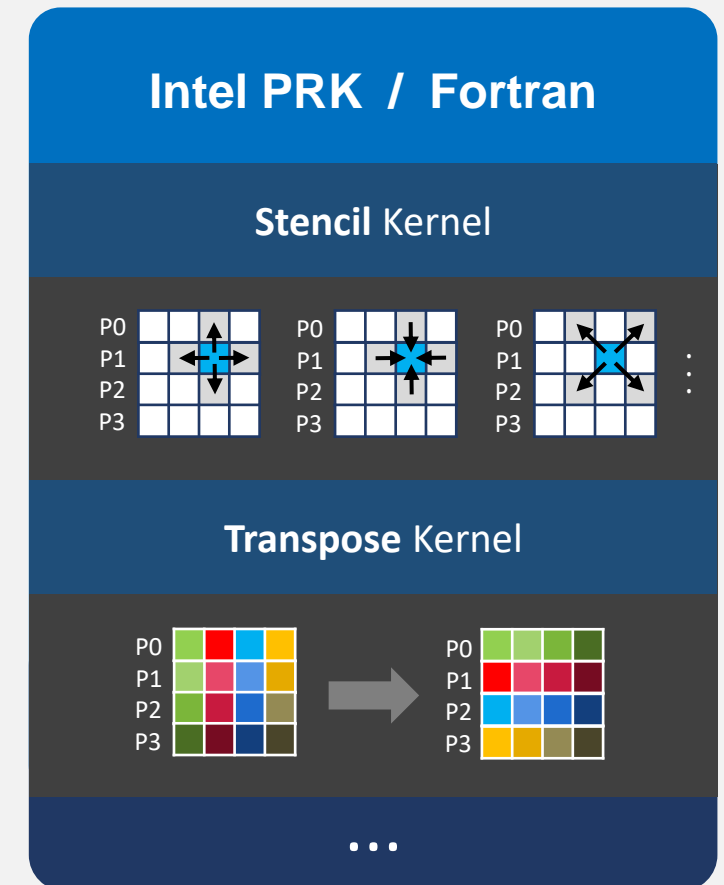 Intel PRK / Fortran
Stencil Kernel
P0 P0 P0
P1 P1 P1
P2 P2 P2
P3 P3 P3
Transpose Kernel
P0 P0
P1 P1
P2 P2
P3 P3
...